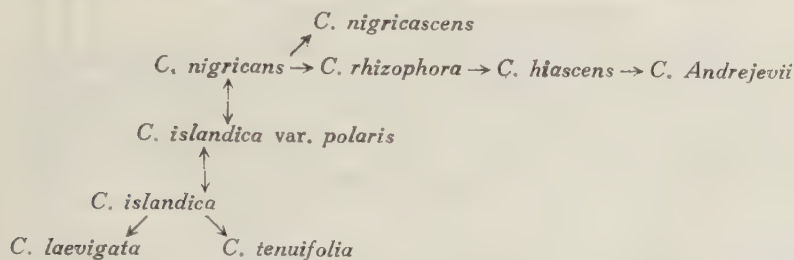 C. nigricascens
C. nigricans → C. rhizophora → C. hiascens → C. Andrejevii
C. islandica var. polaris
C. islandica
C. laevigata C. tenuifolia